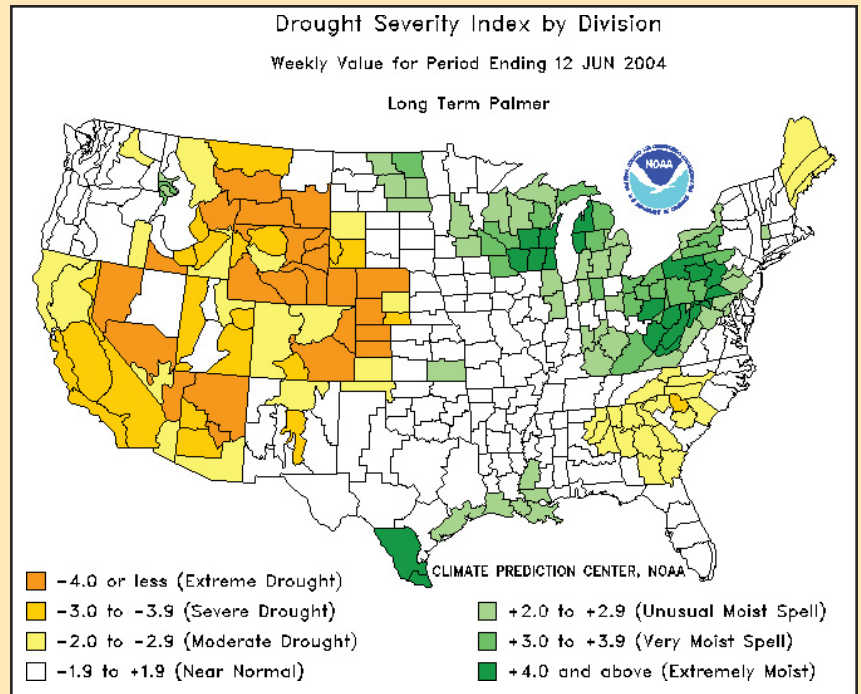 Drought Severity Index by Division
Weekly Value for Period Ending 12 JUN 2004
Long Term Palmer
NOAA
CLIMATE PREDICTION CENTER, NOAA
-4.0 or less (Extreme Drought)
-3.0 to -3.9 (Severe Drought)
-2.0 to -2.9 (Moderate Drought)
-1.9 to +1.9 (Near Normal)
+2.0 to +2.9 (Unusual Moist Spell)
+3.0 to +3.9 (Very Moist Spell)
+4.0 and above (Extremely Moist)